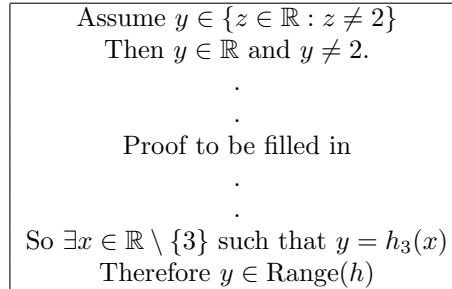 Assume y ∈ {z ∈ ℝ : z ≠ 2}
Then y ∈ ℝ and y ≠ 2.
.
.
Proof to be filled in
.
.
So ∃x ∈ ℝ \ {3} such that y = h₃(x)
Therefore y ∈ Range(h)